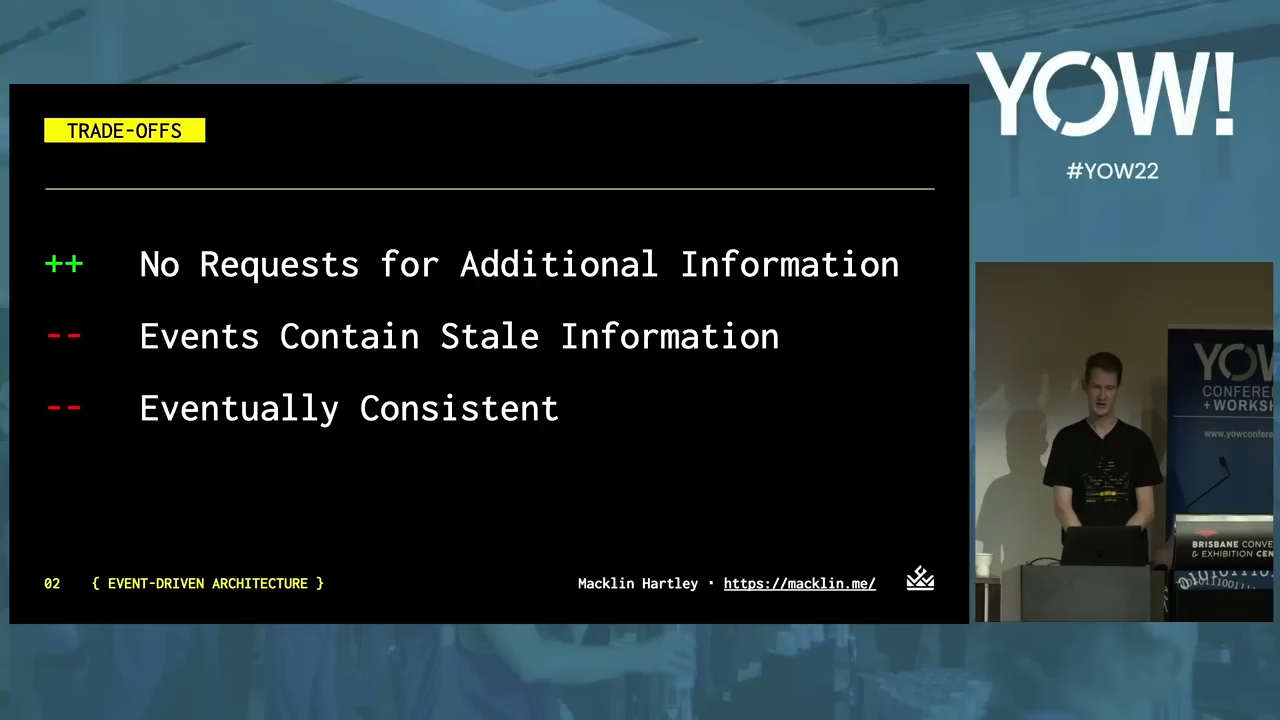 TRADE-OFFS
++ No Requests for Additional Information
-- Events Contain Stale Information
-- Eventually Consistent
02 { EVENT-DRIVEN ARCHITECTURE }
Macklin Hartley • https://macklin.me/
YOW!
#YOW22
YOW
CONFEREN
+WORKSH
www.yowconfere
BRISBANE CONVE
& EXHIBITION CEN